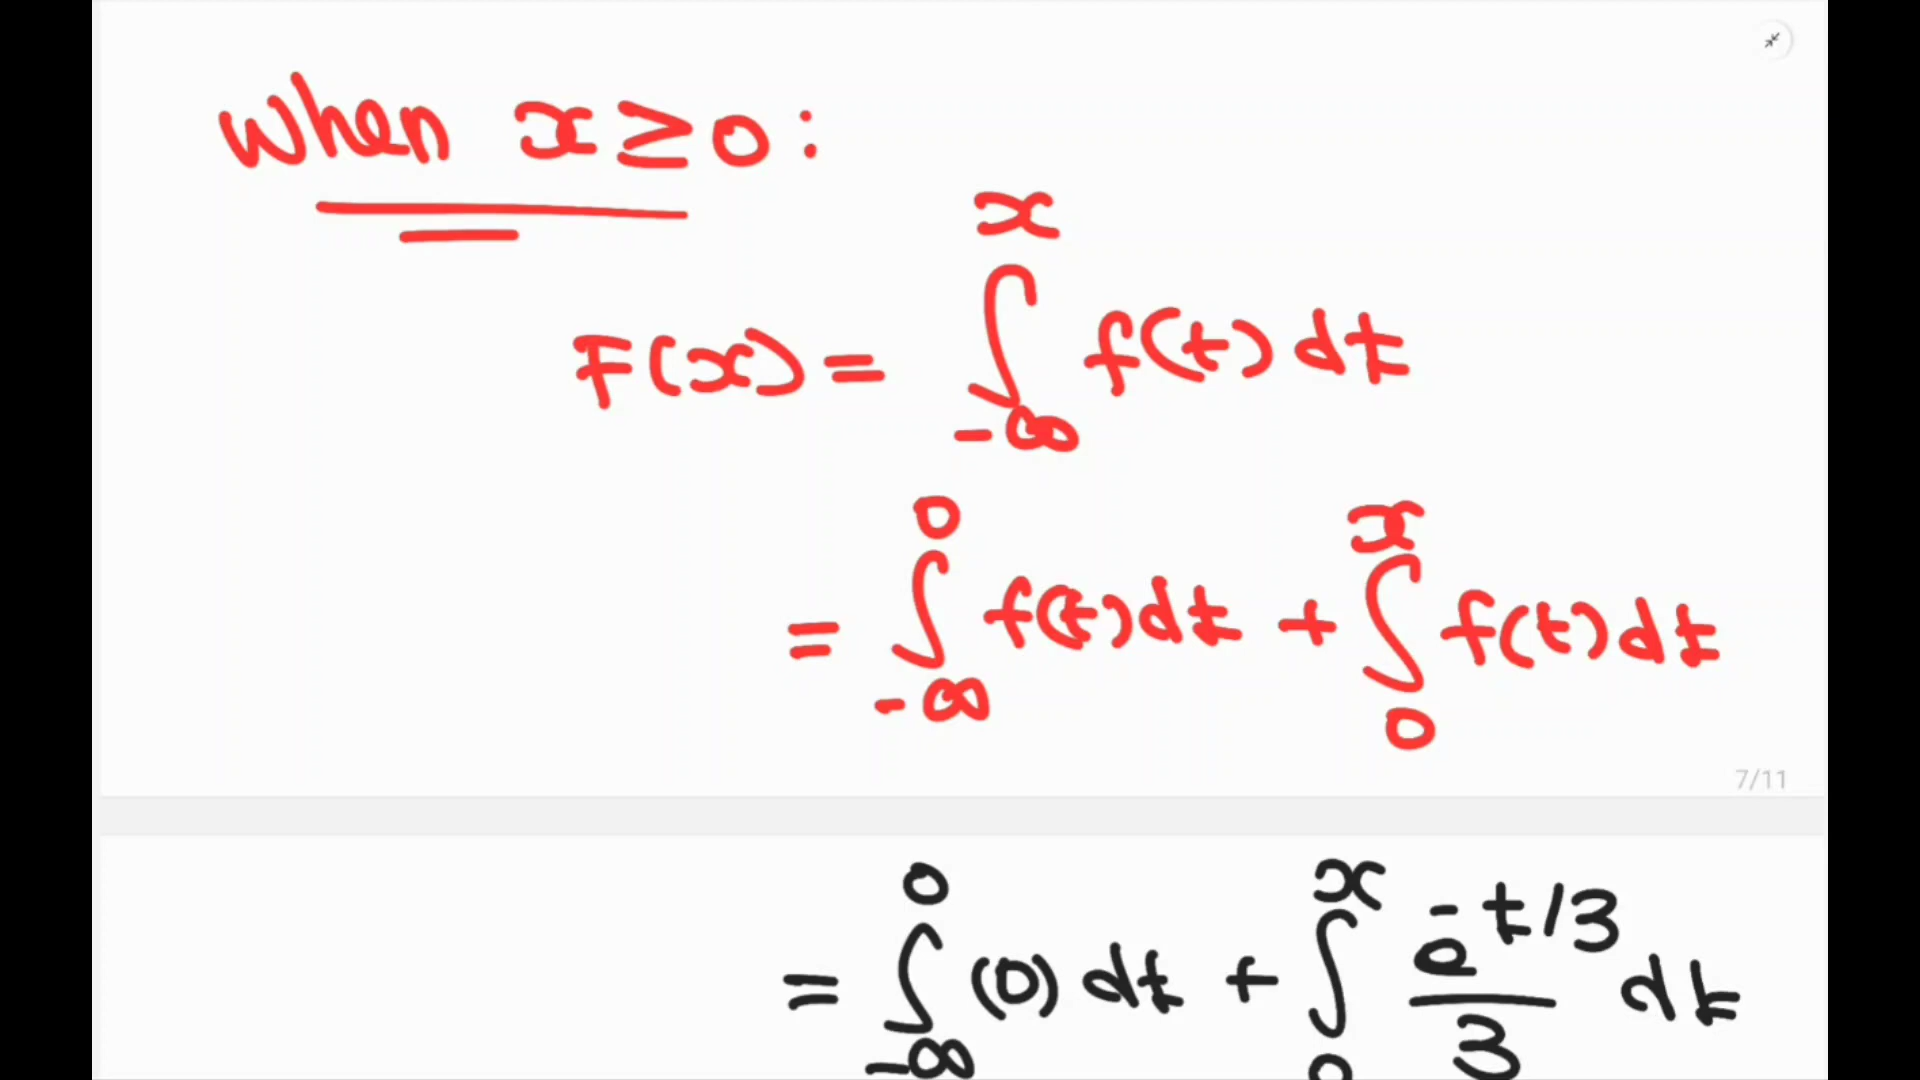 When x ≥ 0 :
F(x) = ∫_{-∞}^{x} f(t) dt
= ∫_{-∞}^{0} f(t) dt + ∫_{0}^{x} f(t) dt
7/11
= ∫_{-∞}^{0} (0) dt + ∫_{0}^{x} e^{-t/3}/3 dt